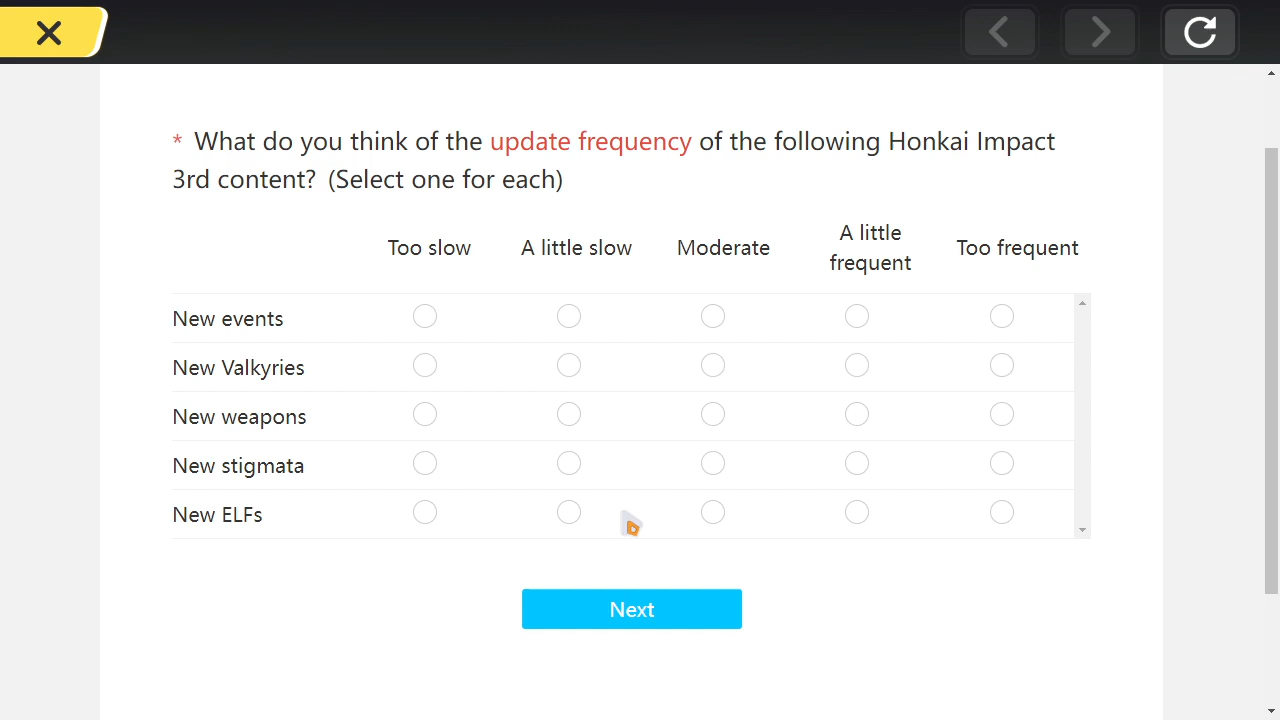 * What do you think of the update frequency of the following Honkai Impact
3rd content? (Select one for each)
Too slow A little slow Moderate A little frequent Too frequent
New events
New Valkyries
New weapons
New stigmata
New ELFs
Next